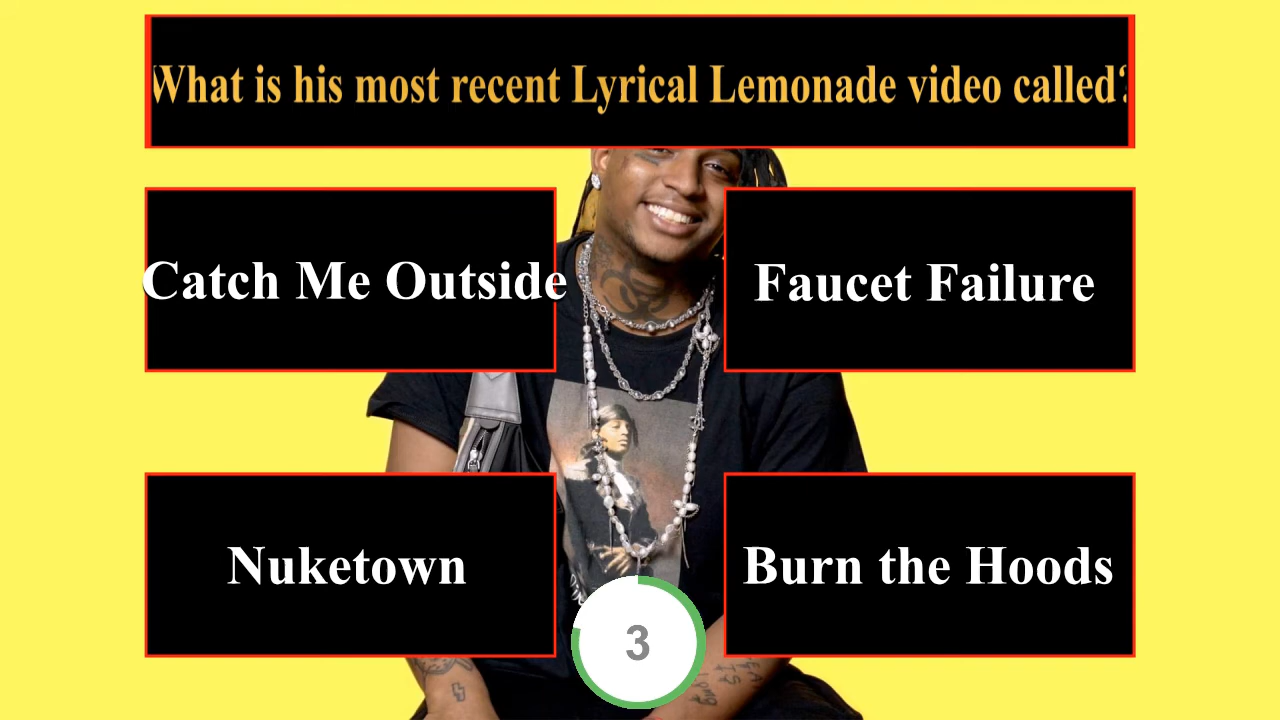 What is his most recent Lyrical Lemonade video called?
Catch Me Outside
Faucet Failure
Nuketown
Burn the Hoods
3